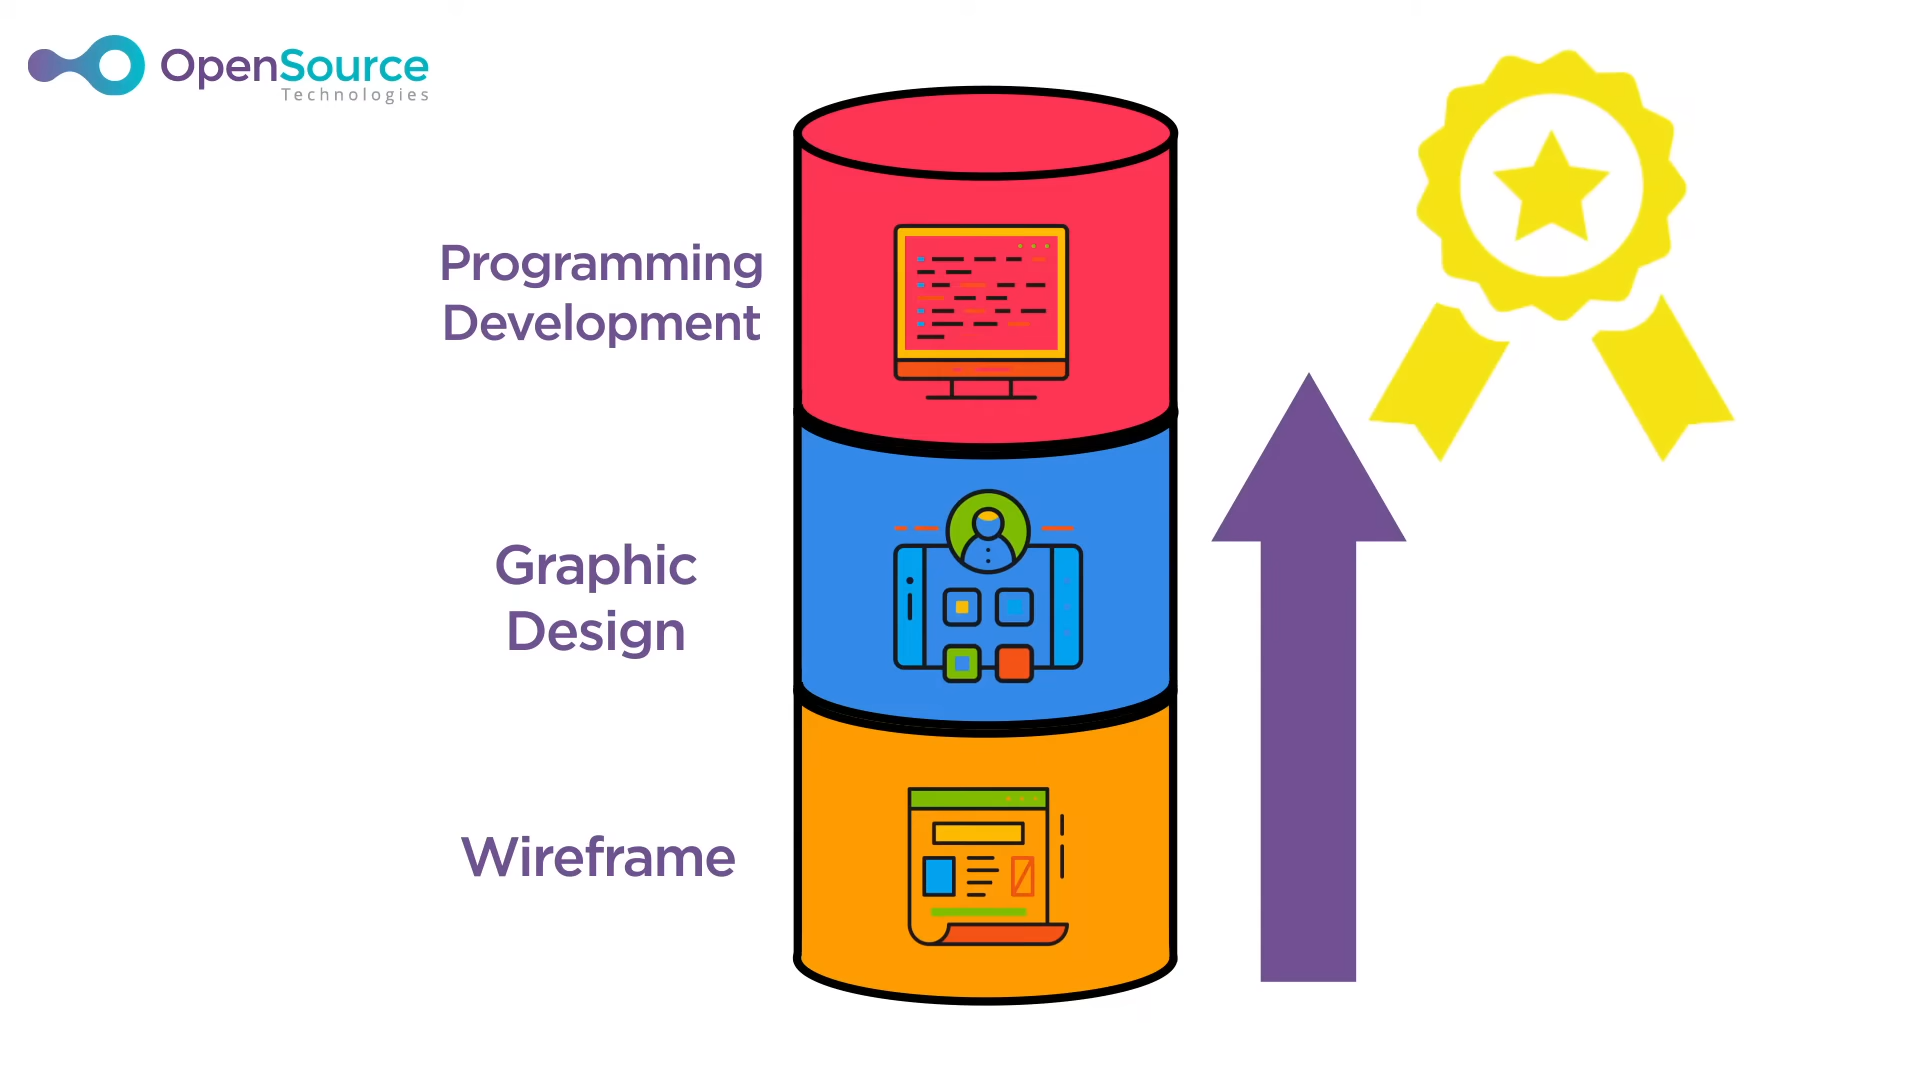 OpenSource
Technologies
Programming
Development
Graphic
Design
Wireframe